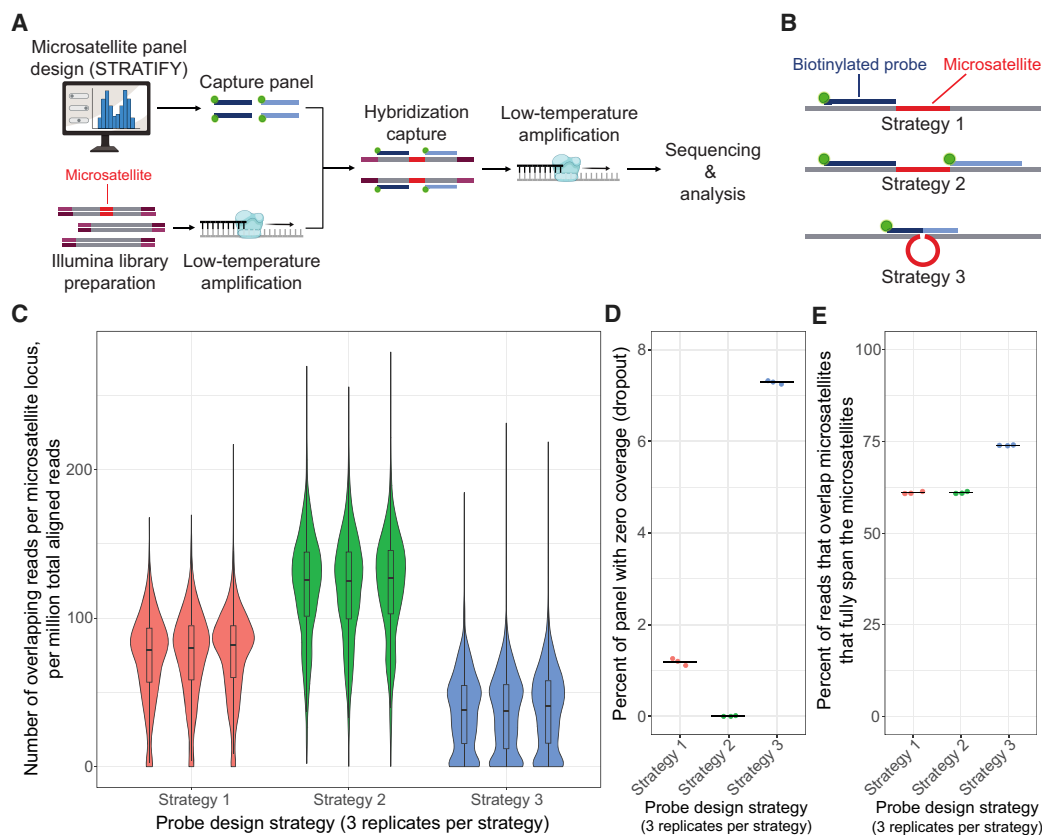 A
Microsatellite panel
design (STRATIFY)
Capture panel
Microsatellite
Illumina library
preparation
Low-temperature
amplification
Hybridization
capture
Low-temperature
amplification
Sequencing
&
analysis
B
Biotinylated probe
Microsatellite
Strategy 1
Strategy 2
Strategy 3
C
Number of overlapping reads per microsatellite locus,
per million total aligned reads
200
100
0
Strategy 1
Strategy 2
Strategy 3
Probe design strategy (3 replicates per strategy)
D
Percent of panel with zero coverage (dropout)
8
6
4
2
0
Strategy 1
Strategy 2
Strategy 3
Probe design strategy
(3 replicates per strategy)
E
Percent of reads that overlap microsatellites
that fully span the microsatellites
100
75
50
25
0
Strategy 1
Strategy 2
Strategy 3
Probe design strategy
(3 replicates per strategy)